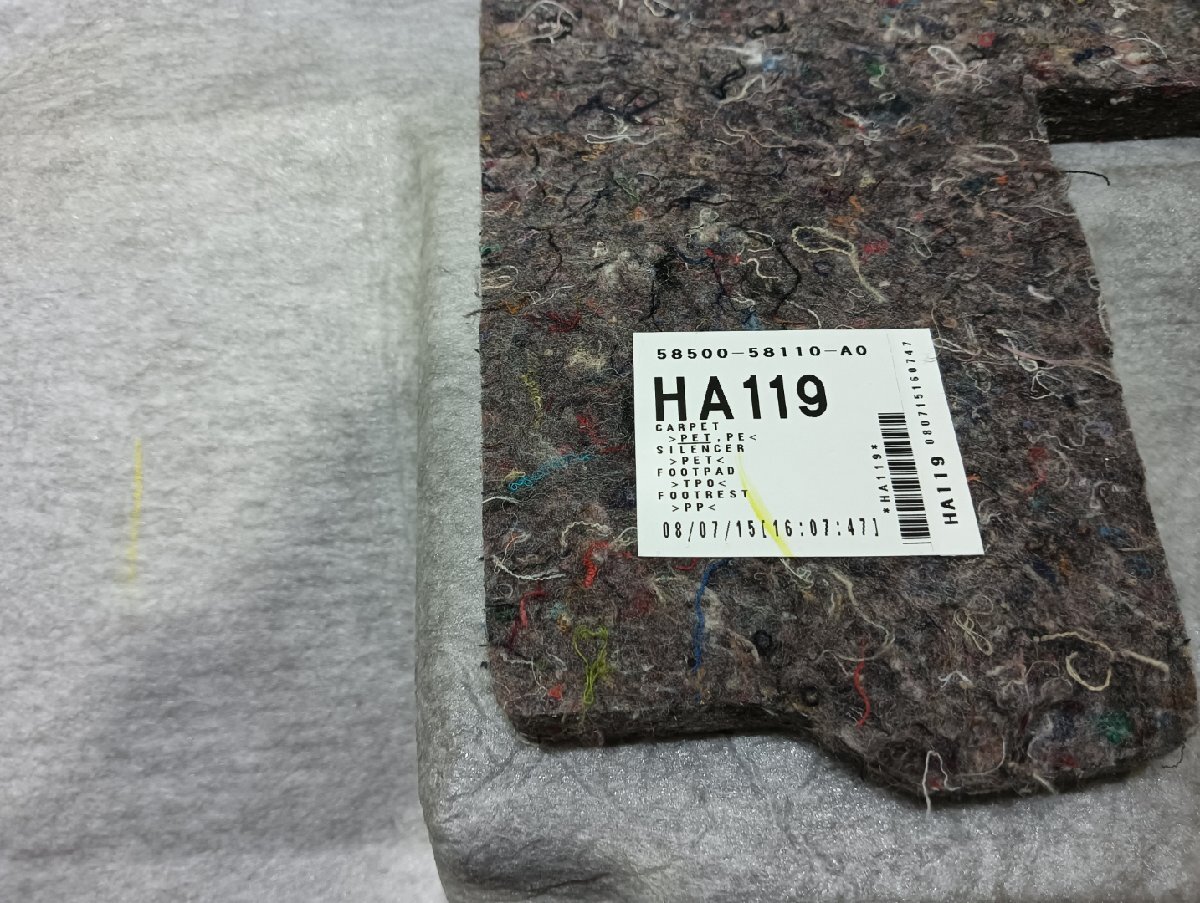 58500-58110-A0
HA119
CARPET
>PET.PE<
SILENCER
>PET<
FOOTPAD
>TPO<
FOOTREST
>PP<
08/07/15[16:07:47]
*HA119*
HA119 080715160747